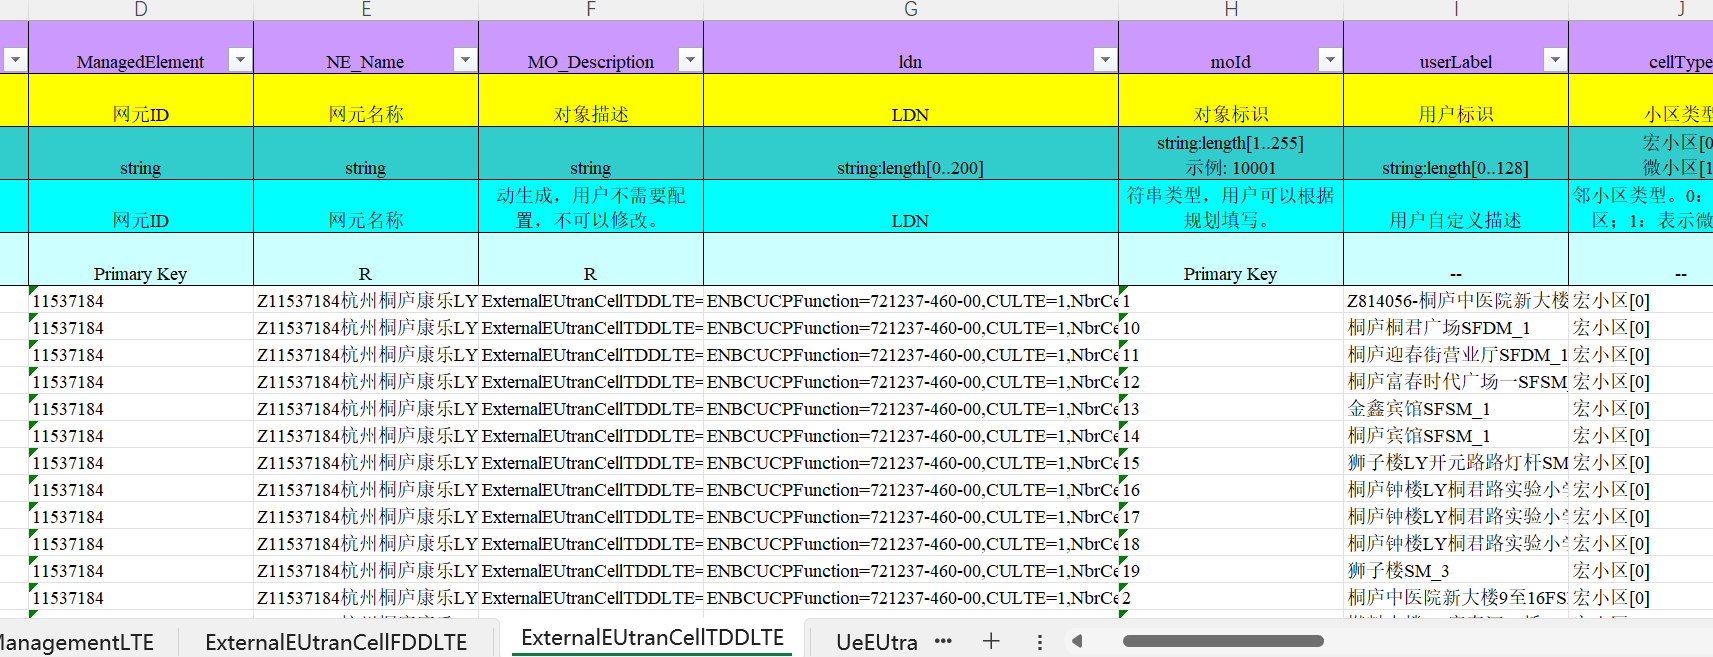 D E F G H I J
ManagedElement NE_Name MO_Description ldn moId userLabel cellType
网元ID 网元名称 对象描述 LDN 对象标识 用户标识 小区类型
string string string string:length[0..200] string:length[1..255] string:length[0..128] 宏小区[0
示例: 10001 微小区[1
网元ID 网元名称 动生成，用户不需要配 LDN 符串类型，用户可以根据 用户自定义描述 邻小区类型。0：
置，不可以修改。 规划填写。 区；1：表示微
Primary Key R R Primary Key -- --
11537184 Z11537184杭州桐庐康乐LY ExternalEUtranCellTDDLTE= ENBCUCPFunction=721237-460-00,CULTE=1,NbrCe 1 Z814056-桐庐中医院新大楼 宏小区[0]
11537184 Z11537184杭州桐庐康乐LY ExternalEUtranCellTDDLTE= ENBCUCPFunction=721237-460-00,CULTE=1,NbrCe 10 桐庐桐君广场SFDM_1 宏小区[0]
11537184 Z11537184杭州桐庐康乐LY ExternalEUtranCellTDDLTE= ENBCUCPFunction=721237-460-00,CULTE=1,NbrCe 11 桐庐迎春街营业厅SFDM_1 宏小区[0]
11537184 Z11537184杭州桐庐康乐LY ExternalEUtranCellTDDLTE= ENBCUCPFunction=721237-460-00,CULTE=1,NbrCe 12 桐庐富春时代广场一SFSM_ 宏小区[0]
11537184 Z11537184杭州桐庐康乐LY ExternalEUtranCellTDDLTE= ENBCUCPFunction=721237-460-00,CULTE=1,NbrCe 13 金鑫宾馆SFSM_1 宏小区[0]
11537184 Z11537184杭州桐庐康乐LY ExternalEUtranCellTDDLTE= ENBCUCPFunction=721237-460-00,CULTE=1,NbrCe 14 桐庐宾馆SFSM_1 宏小区[0]
11537184 Z11537184杭州桐庐康乐LY ExternalEUtranCellTDDLTE= ENBCUCPFunction=721237-460-00,CULTE=1,NbrCe 15 狮子楼LY开元路路灯杆SM 宏小区[0]
11537184 Z11537184杭州桐庐康乐LY ExternalEUtranCellTDDLTE= ENBCUCPFunction=721237-460-00,CULTE=1,NbrCe 16 桐庐钟楼LY桐君路实验小学 宏小区[0]
11537184 Z11537184杭州桐庐康乐LY ExternalEUtranCellTDDLTE= ENBCUCPFunction=721237-460-00,CULTE=1,NbrCe 17 桐庐钟楼LY桐君路实验小学 宏小区[0]
11537184 Z11537184杭州桐庐康乐LY ExternalEUtranCellTDDLTE= ENBCUCPFunction=721237-460-00,CULTE=1,NbrCe 18 桐庐钟楼LY桐君路实验小学 宏小区[0]
11537184 Z11537184杭州桐庐康乐LY ExternalEUtranCellTDDLTE= ENBCUCPFunction=721237-460-00,CULTE=1,NbrCe 19 狮子楼SM_3 宏小区[0]
11537184 Z11537184杭州桐庐康乐LY ExternalEUtranCellTDDLTE= ENBCUCPFunction=721237-460-00,CULTE=1,NbrCe 2 桐庐中医院新大楼9至16FS 宏小区[0]
ManagementLTE ExternalEUtranCellFDDLTE ExternalEUtranCellTDDLTE UeEUtra ···